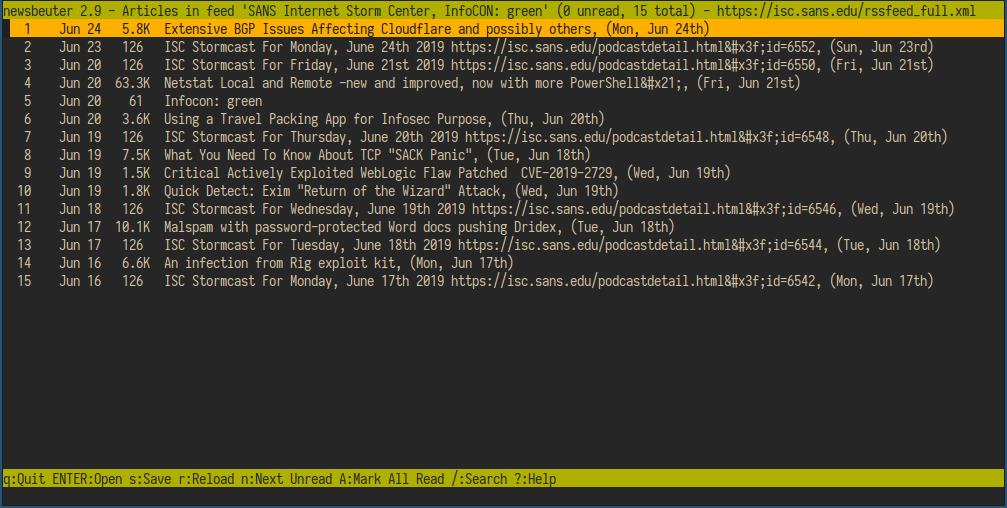 newsbeuter 2.9 - Articles in feed 'SANS Internet Storm Center, InfoCON: green' (0 unread, 15 total) - https://isc.sans.edu/rssfeed_full.xml
1 Jun 24 5.8K Extensive BGP Issues Affecting Cloudflare and possibly others, (Mon, Jun 24th)
2 Jun 23 126 ISC Stormcast For Monday, June 24th 2019 https://isc.sans.edu/podcastdetail.html&#x3f;id=6552, (Sun, Jun 23rd)
3 Jun 20 126 ISC Stormcast For Friday, June 21st 2019 https://isc.sans.edu/podcastdetail.html&#x3f;id=6550, (Fri, Jun 21st)
4 Jun 20 63.3K Netstat Local and Remote -new and improved, now with more PowerShell&#x21;, (Fri, Jun 21st)
5 Jun 20 61 Infocon: green
6 Jun 20 3.6K Using a Travel Packing App for Infosec Purpose, (Thu, Jun 20th)
7 Jun 19 126 ISC Stormcast For Thursday, June 20th 2019 https://isc.sans.edu/podcastdetail.html&#x3f;id=6548, (Thu, Jun 20th)
8 Jun 19 7.5K What You Need To Know About TCP "SACK Panic", (Tue, Jun 18th)
9 Jun 19 1.5K Critical Actively Exploited WebLogic Flaw Patched  CVE-2019-2729, (Wed, Jun 19th)
10 Jun 19 1.8K Quick Detect: Exim "Return of the Wizard" Attack, (Wed, Jun 19th)
11 Jun 18 126 ISC Stormcast For Wednesday, June 19th 2019 https://isc.sans.edu/podcastdetail.html&#x3f;id=6546, (Wed, Jun 19th)
12 Jun 17 10.1K Malspam with password-protected Word docs pushing Dridex, (Tue, Jun 18th)
13 Jun 17 126 ISC Stormcast For Tuesday, June 18th 2019 https://isc.sans.edu/podcastdetail.html&#x3f;id=6544, (Tue, Jun 18th)
14 Jun 16 6.6K An infection from Rig exploit kit, (Mon, Jun 17th)
15 Jun 16 126 ISC Stormcast For Monday, June 17th 2019 https://isc.sans.edu/podcastdetail.html&#x3f;id=6542, (Mon, Jun 17th)
q:Quit ENTER:Open s:Save r:Reload n:Next Unread A:Mark All Read /:Search ?:Help